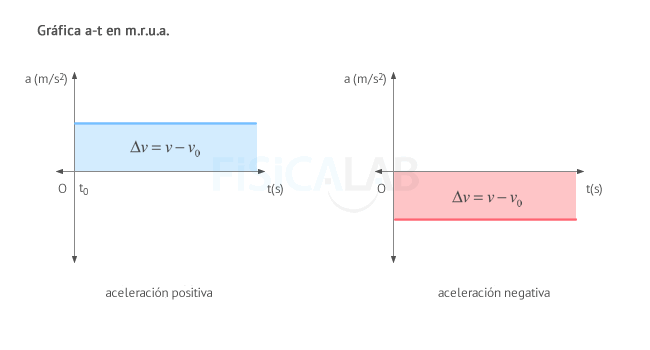 Gráfica a-t en m.r.u.a.
a (m/s²)
Δv = v − v₀
O
t₀
t(s)
aceleración positiva
a (m/s²)
O
Δv = v − v₀
t(s)
aceleración negativa
FISICALAB